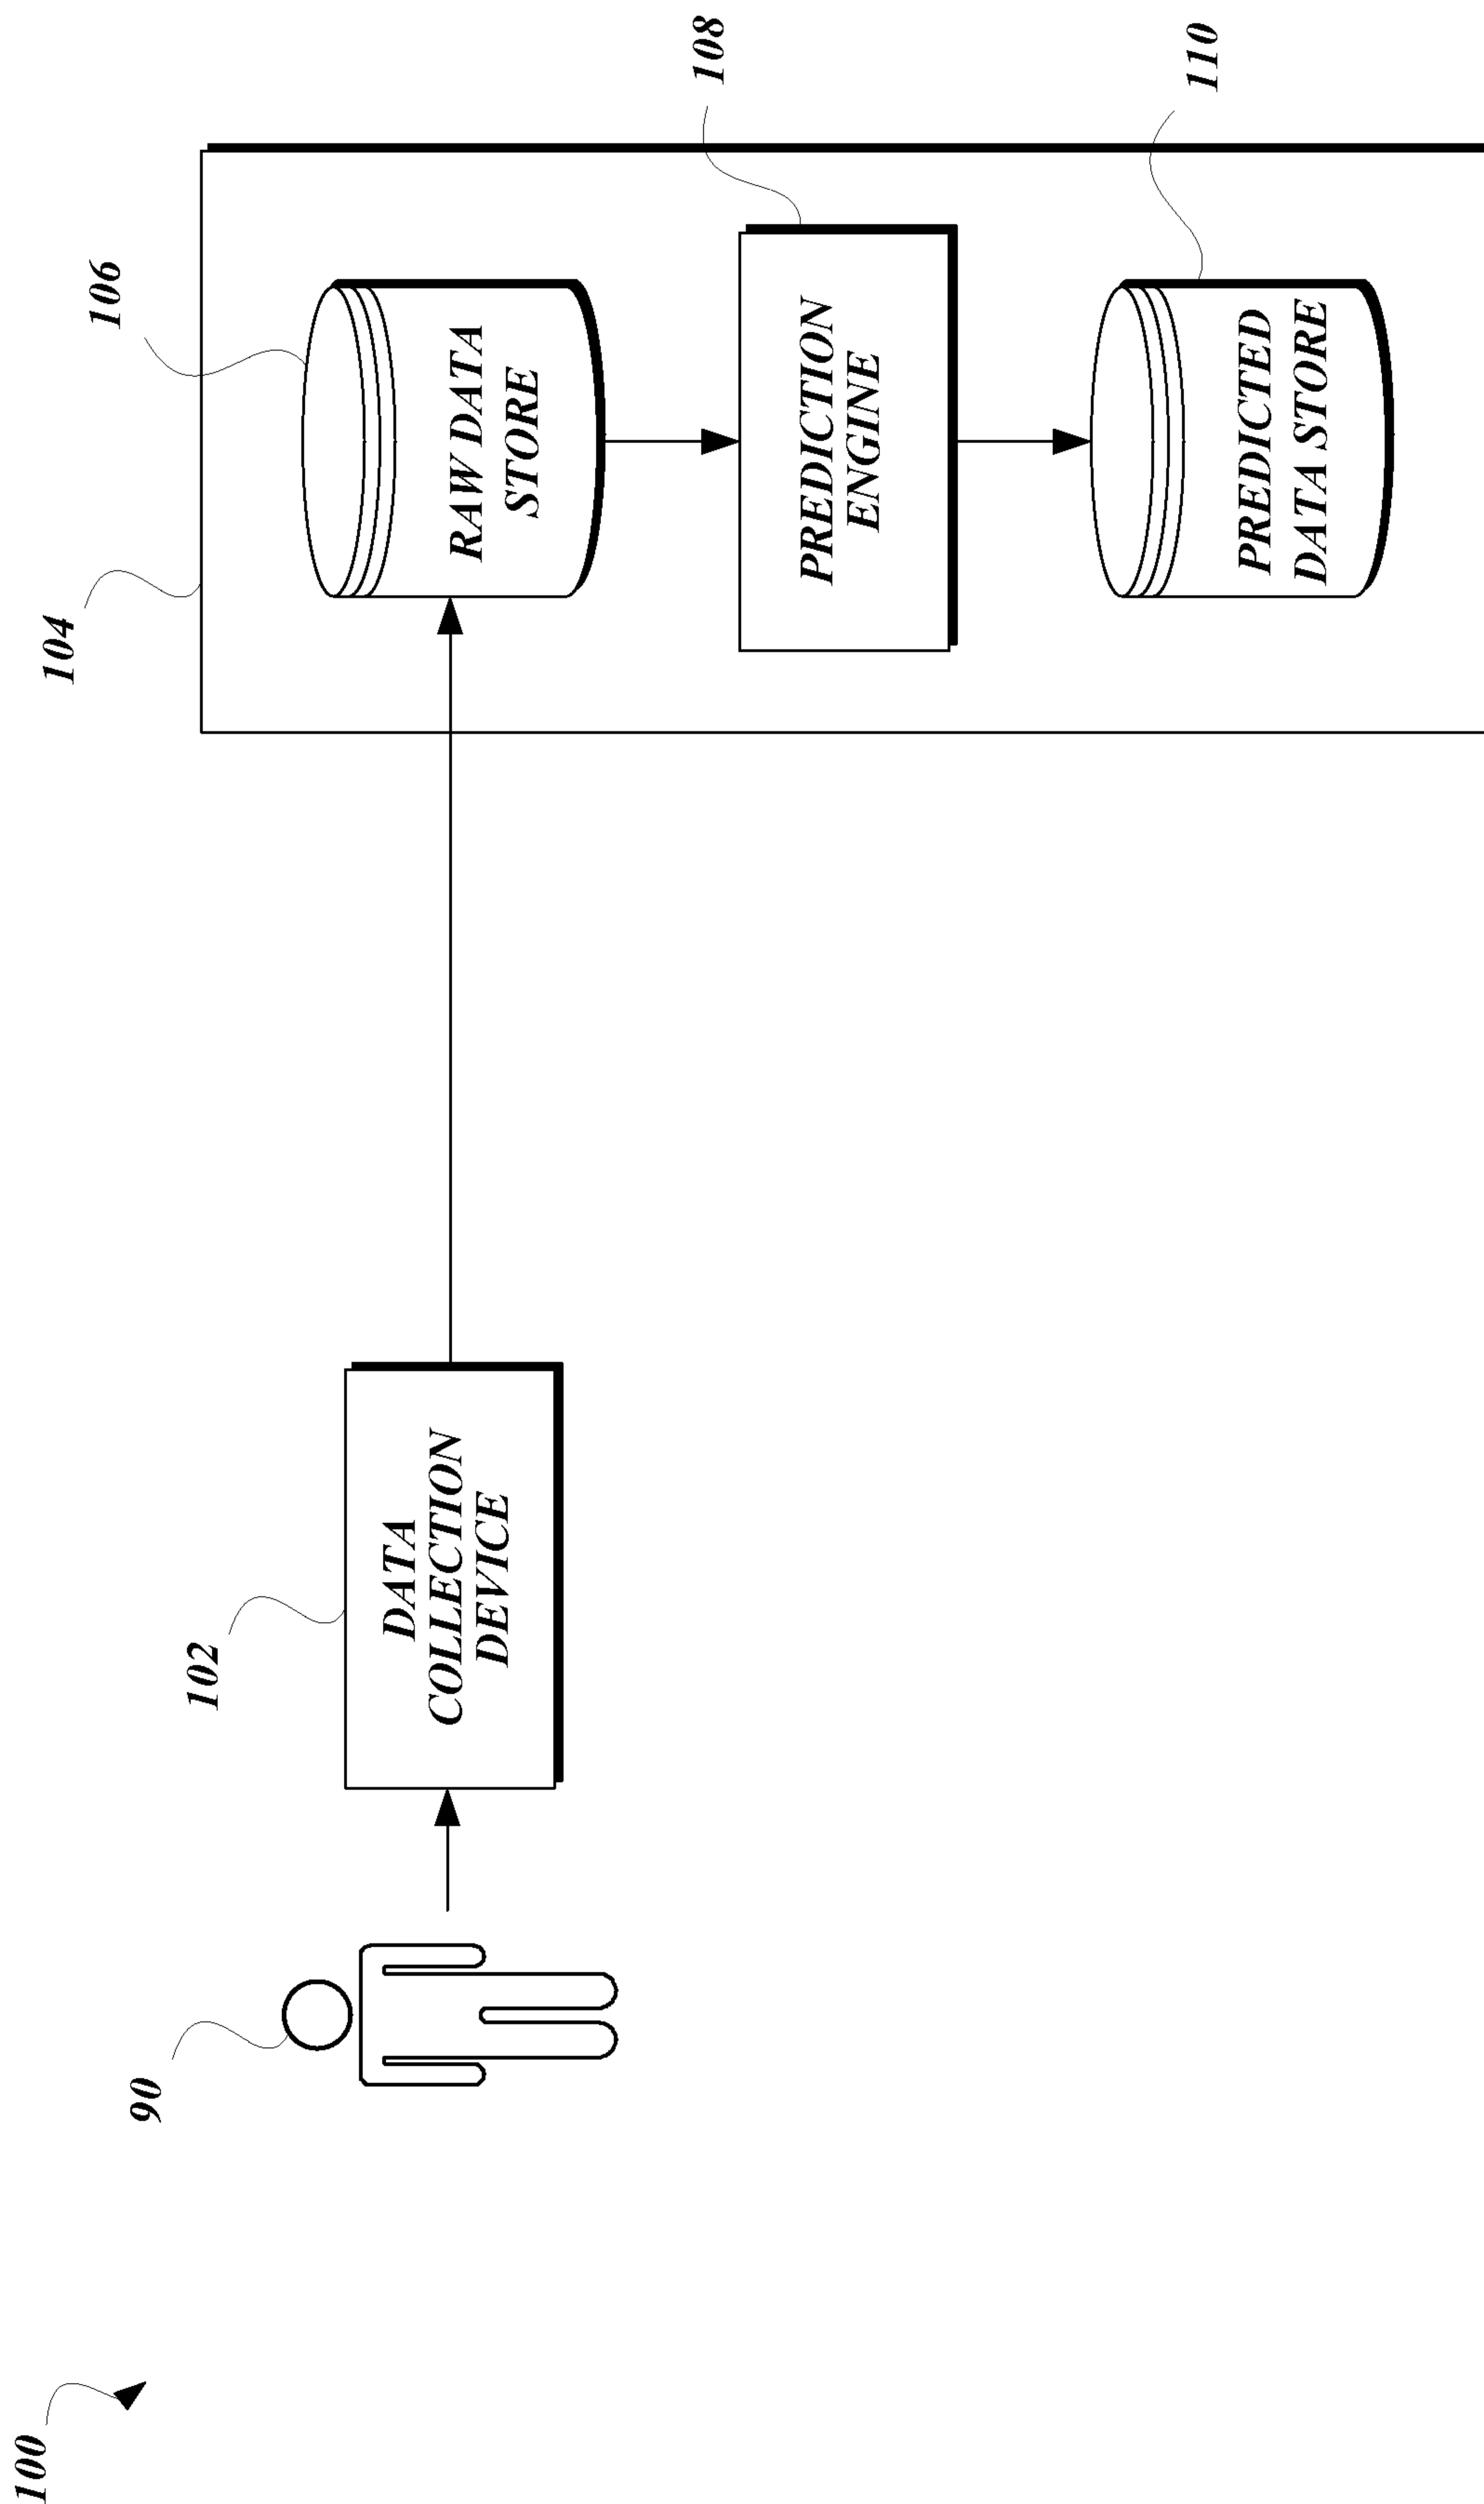 100
90
102
DATA
COLLECTION
DEVICE
104
106
RAW DATA
STORE
108
PREDICTION
ENGINE
110
PREDICTED
DATA STORE